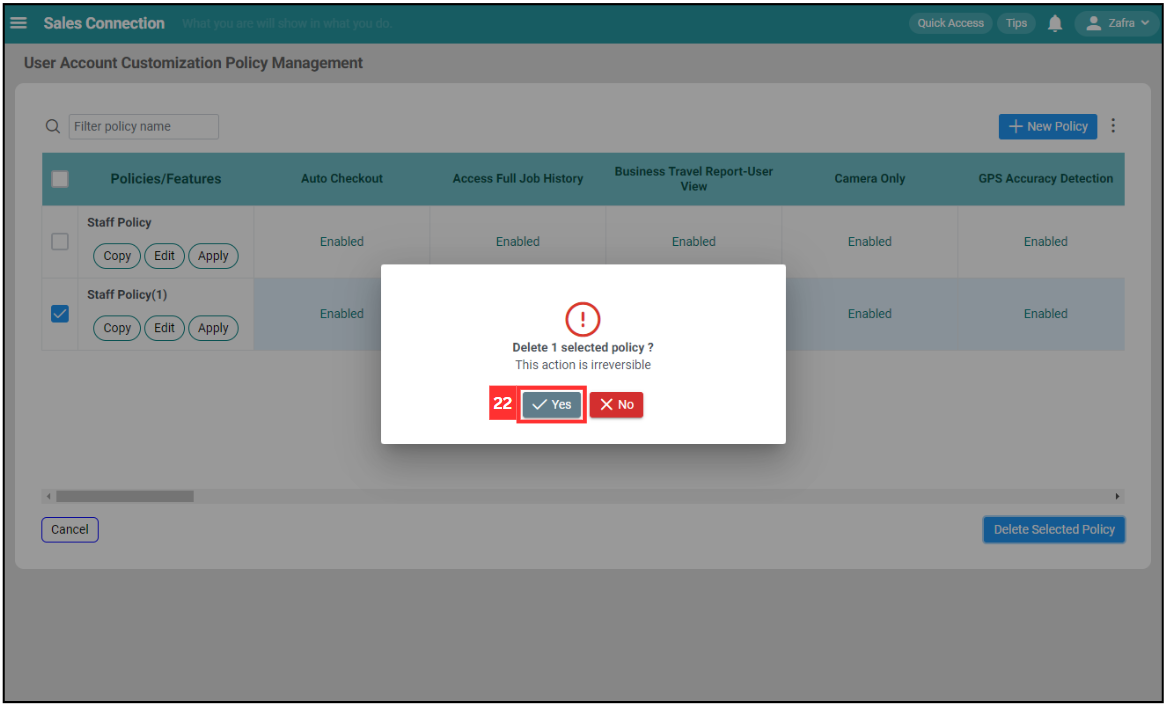 Sales Connection What you are will show in what you do.
Quick Access Tips Zafra
User Account Customization Policy Management
Filter policy name
New Policy
Policies/Features Auto Checkout Access Full Job History Business Travel Report-User View Camera Only GPS Accuracy Detection
Staff Policy
Copy Edit Apply
Enabled Enabled Enabled Enabled Enabled
Staff Policy(1)
Copy Edit Apply
Enabled Enabled Enabled
Delete 1 selected policy ?
This action is irreversible
22 Yes No
Cancel Delete Selected Policy